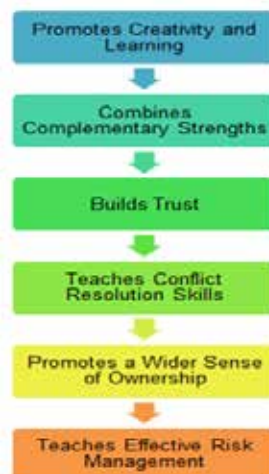 Promotes Creativity and
Learning
Combines
Complementary Strengths
Builds Trust
Teaches Conflict
Resolution Skills
Promotes a Wider Sense
of Ownership
Teaches Effective Risk
Management